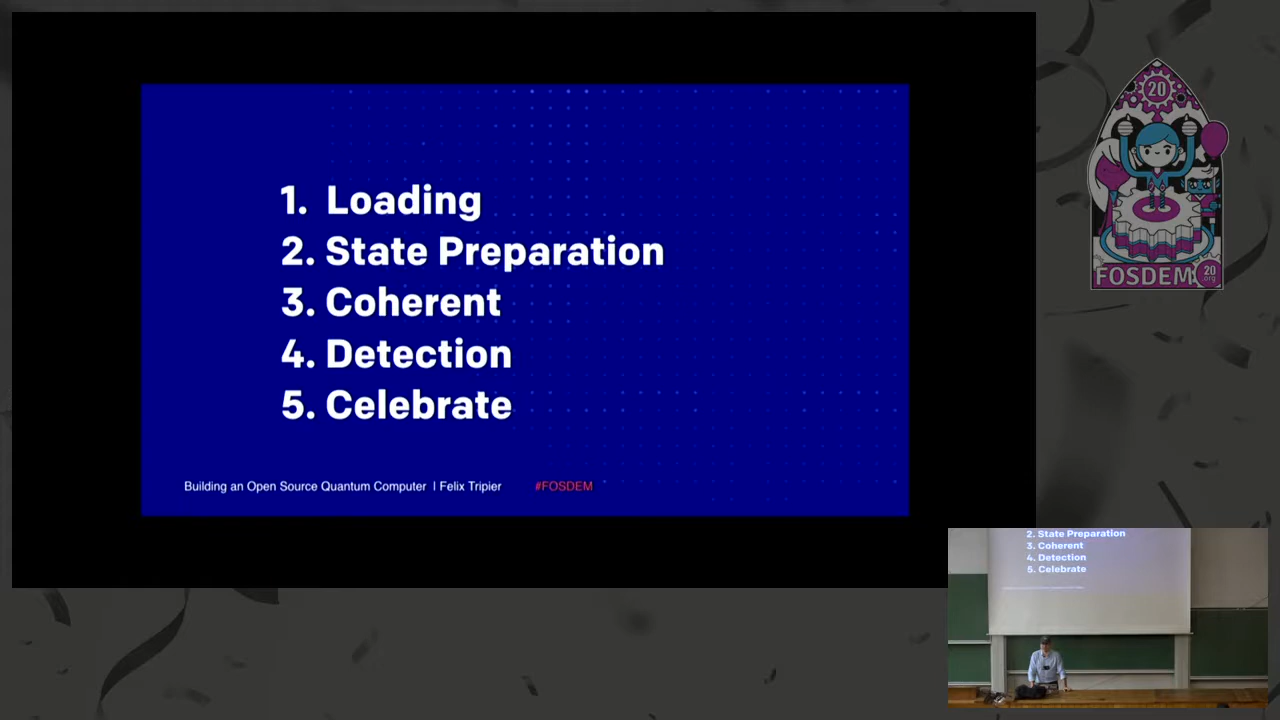 1. Loading
2. State Preparation
3. Coherent
4. Detection
5. Celebrate
Building an Open Source Quantum Computer | Felix Tripier #FOSDEM
20
FOSDEM 20
.org
2. State Preparation
3. Coherent
4. Detection
5. Celebrate